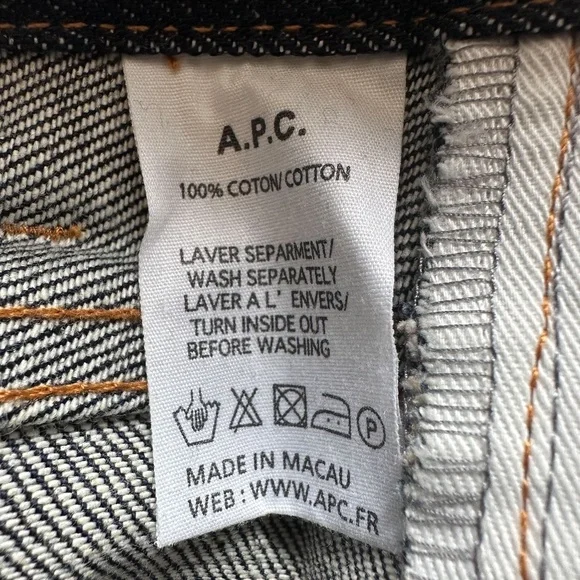 A.P.C.
100% COTON/COTTON
LAVER SEPARMENT/
WASH SEPARATELY
LAVER A L' ENVERS/
TURN INSIDE OUT
BEFORE WASHING
P
MADE IN MACAU
WEB : WWW.APC.FR